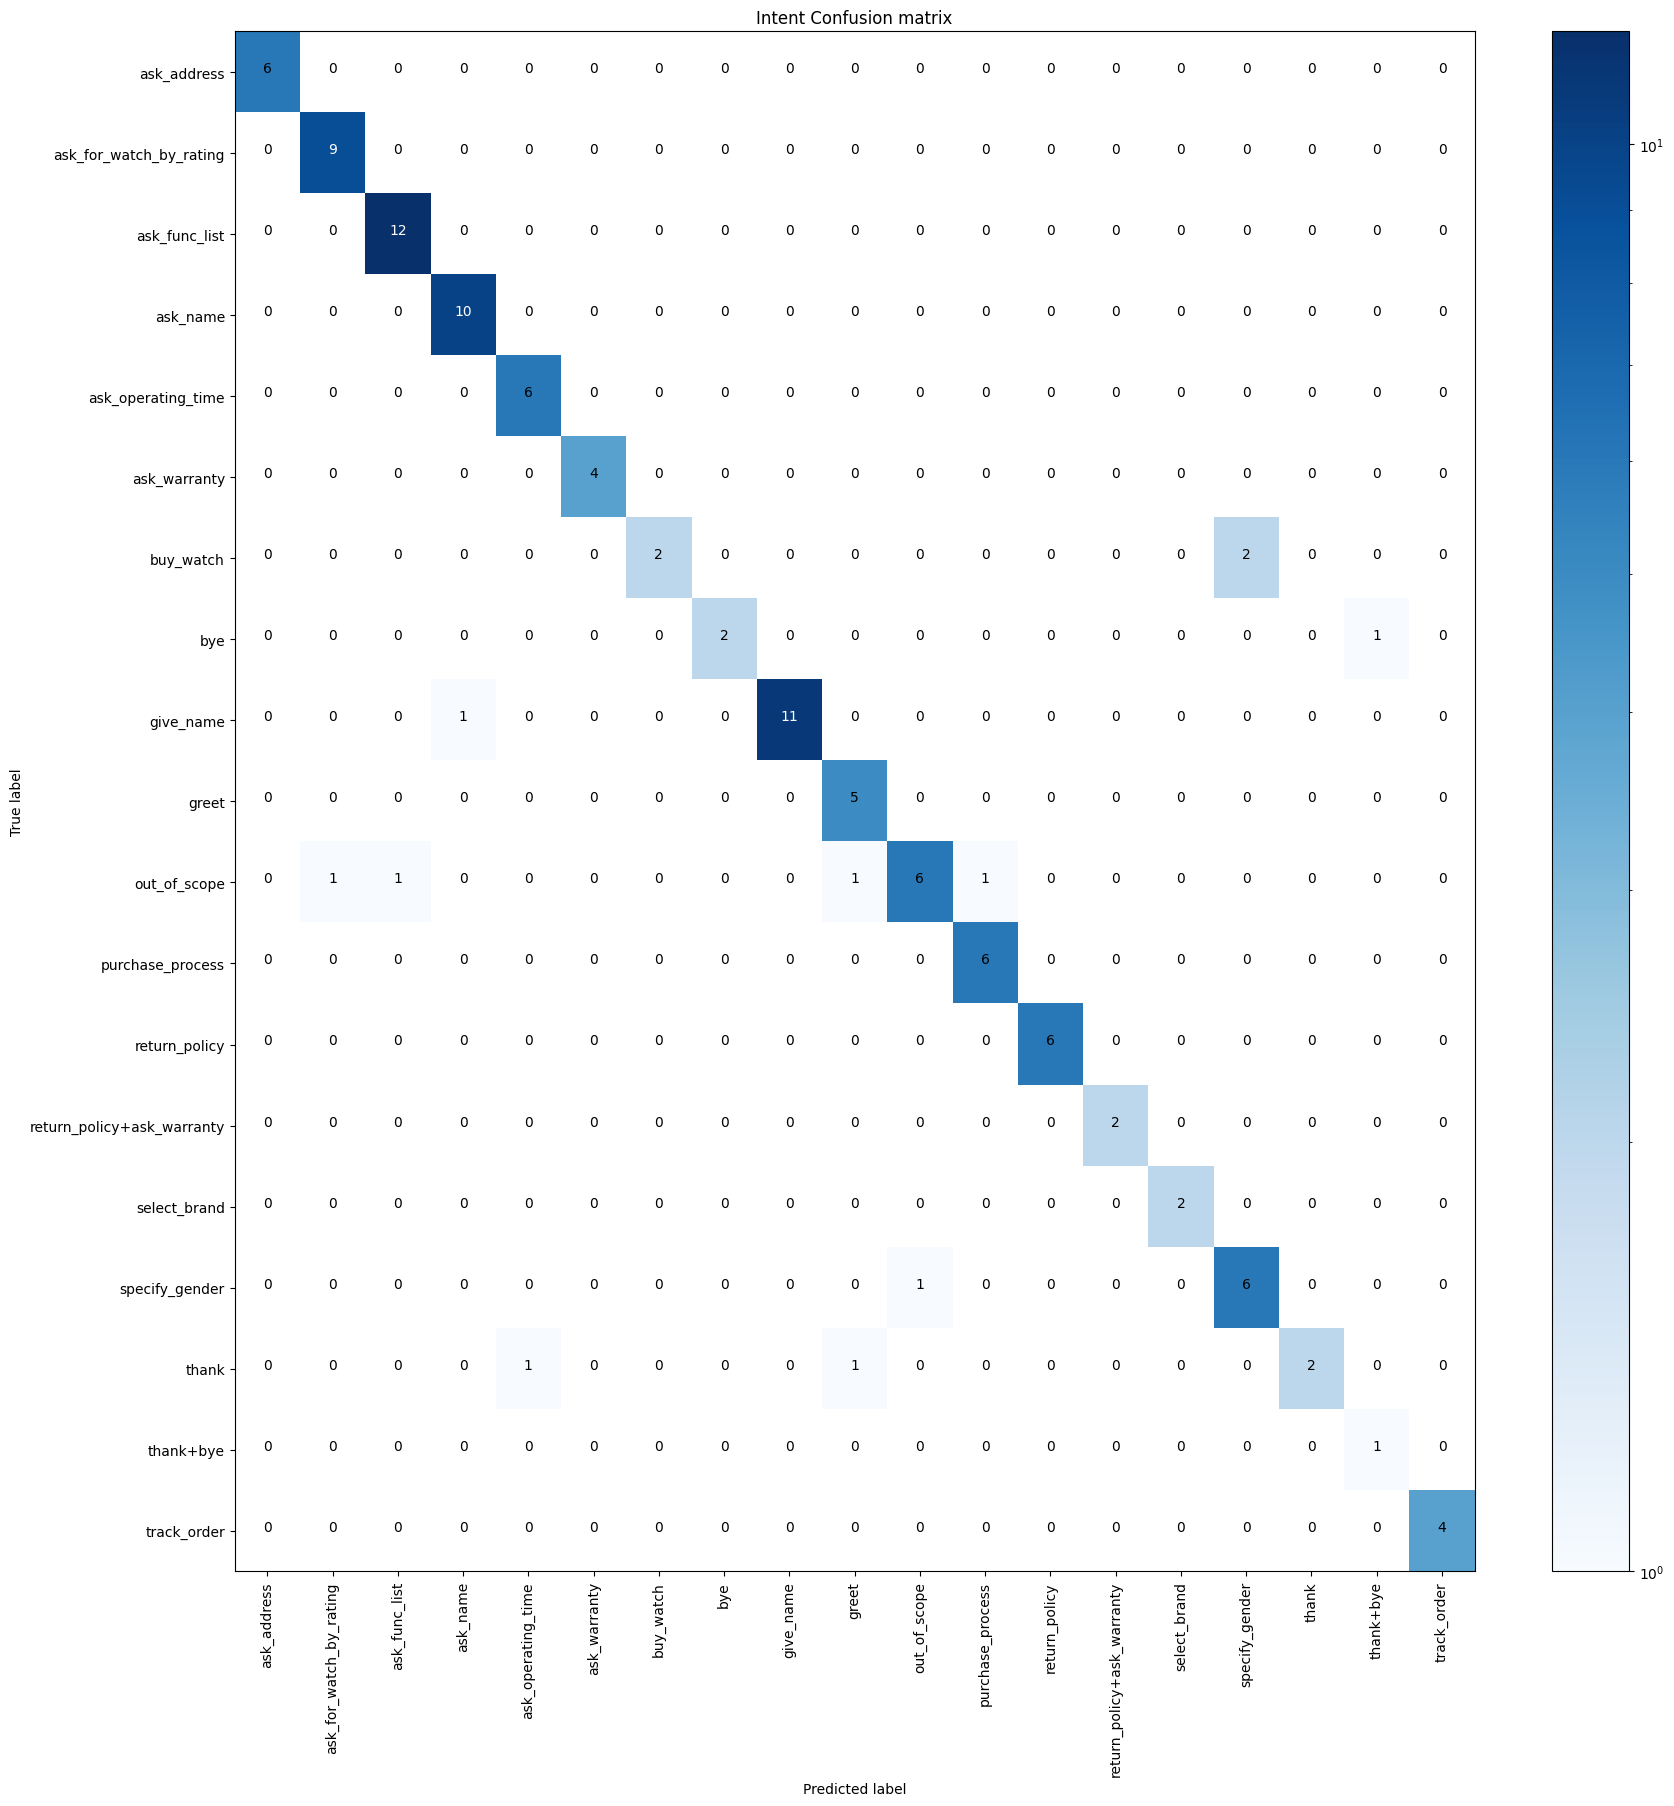 Intent Confusion matrix
ask_address 6 0 0 0 0 0 0 0 0 0 0 0 0 0 0 0 0 0 0
ask_for_watch_by_rating 0 9 0 0 0 0 0 0 0 0 0 0 0 0 0 0 0 0 0
10¹
ask_func_list 0 0 12 0 0 0 0 0 0 0 0 0 0 0 0 0 0 0 0
ask_name 0 0 0 10 0 0 0 0 0 0 0 0 0 0 0 0 0 0 0
ask_operating_time 0 0 0 0 6 0 0 0 0 0 0 0 0 0 0 0 0 0 0
ask_warranty 0 0 0 0 0 4 0 0 0 0 0 0 0 0 0 0 0 0 0
buy_watch 0 0 0 0 0 0 2 0 0 0 0 0 0 0 0 2 0 0 0
bye 0 0 0 0 0 0 0 2 0 0 0 0 0 0 0 0 0 1 0
give_name 0 0 0 1 0 0 0 0 11 0 0 0 0 0 0 0 0 0 0
True label
greet 0 0 0 0 0 0 0 0 0 5 0 0 0 0 0 0 0 0 0
out_of_scope 0 1 1 0 0 0 0 0 0 1 6 1 0 0 0 0 0 0 0
purchase_process 0 0 0 0 0 0 0 0 0 0 0 6 0 0 0 0 0 0 0
return_policy 0 0 0 0 0 0 0 0 0 0 0 0 6 0 0 0 0 0 0
return_policy+ask_warranty 0 0 0 0 0 0 0 0 0 0 0 0 0 2 0 0 0 0 0
select_brand 0 0 0 0 0 0 0 0 0 0 0 0 0 0 2 0 0 0 0
specify_gender 0 0 0 0 0 0 0 0 0 0 1 0 0 0 0 6 0 0 0
thank 0 0 0 0 1 0 0 0 0 1 0 0 0 0 0 0 2 0 0
thank+bye 0 0 0 0 0 0 0 0 0 0 0 0 0 0 0 0 0 1 0
track_order 0 0 0 0 0 0 0 0 0 0 0 0 0 0 0 0 0 0 4
10⁰
ask_address
ask_for_watch_by_rating
ask_func_list
ask_name
ask_operating_time
ask_warranty
buy_watch
bye
give_name
greet
out_of_scope
purchase_process
return_policy
return_policy+ask_warranty
select_brand
specify_gender
thank
thank+bye
track_order
Predicted label